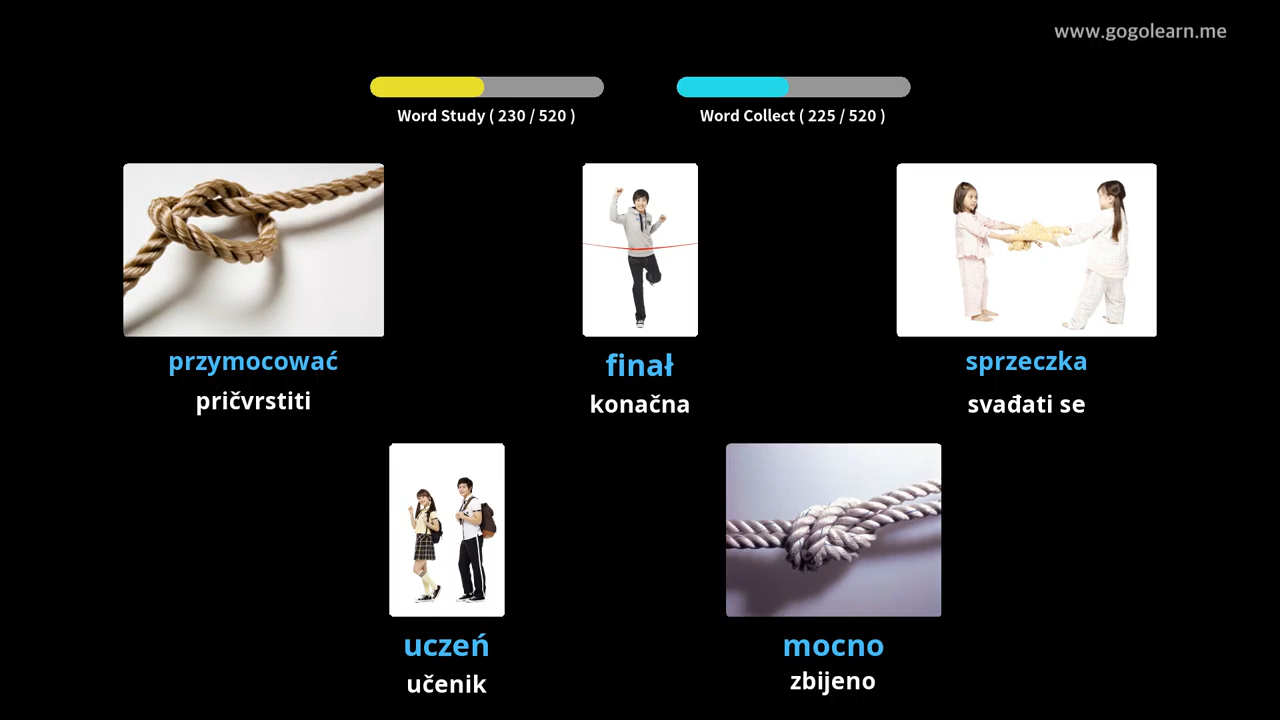 www.gogolearn.me
Word Study ( 230 / 520 )
Word Collect ( 225 / 520 )
przymocować
pričvrstiti
finał
konačna
sprzeczka
svađati se
uczeń
učenik
mocno
zbijeno